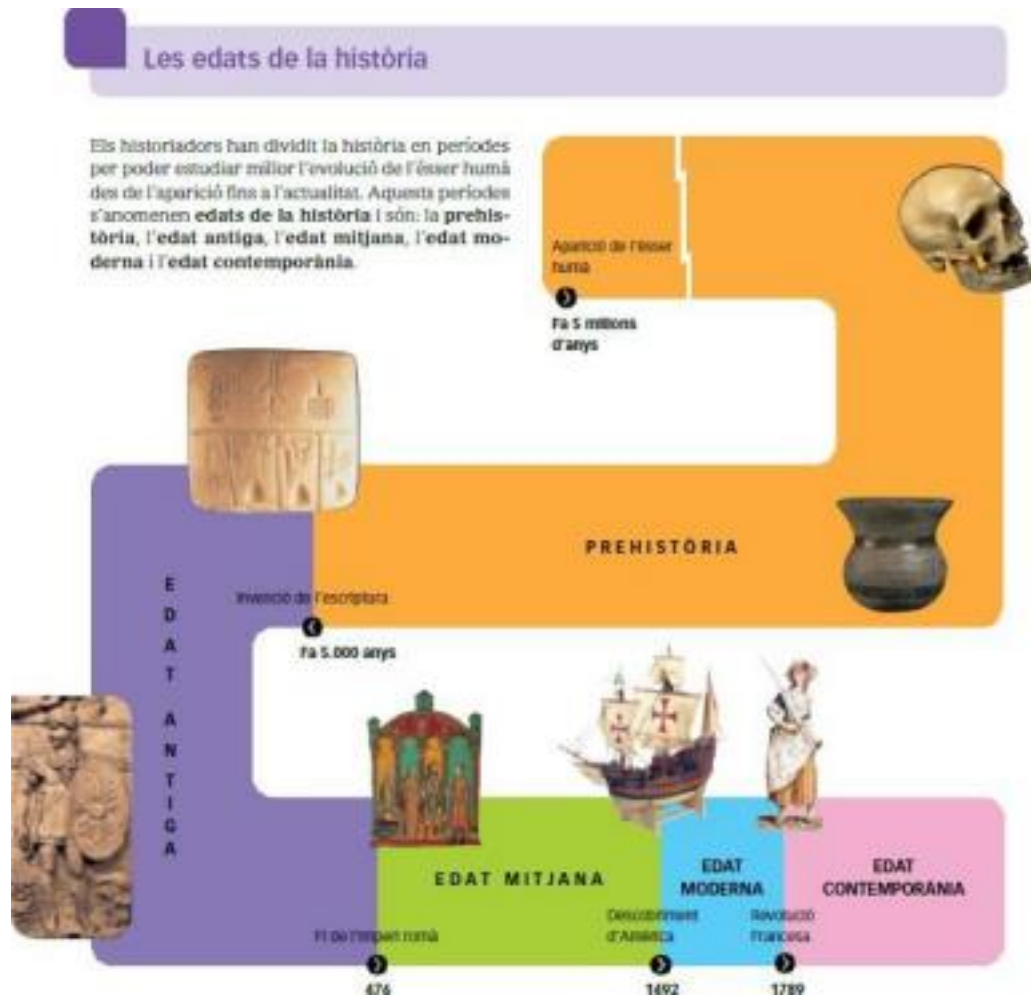 Les edats de la història
Els historiadors han dividit la història en períodes
per poder estudiar millor l'evolució de l'ésser humà
des de l'aparició fins a l'actualitat. Aquests períodes
s'anomenen edats de la història i són: la prehis-
tòria, l'edat antiga, l'edat mitjana, l'edat mo-
derna i l'edat contemporània.
Aparició de l'ésser
humà
Fa 5 milions
d'anys
PREHISTÒRIA
Invenció de l'escriptura
Fa 5.000 anys
EDAT ANTIGA
EDAT MITJANA
EDAT
MODERNA
EDAT
CONTEMPORÀNIA
Fi de l'Imperi romà
Descobriment
d'Amèrica
Revolució
Francesa
476
1492
1789